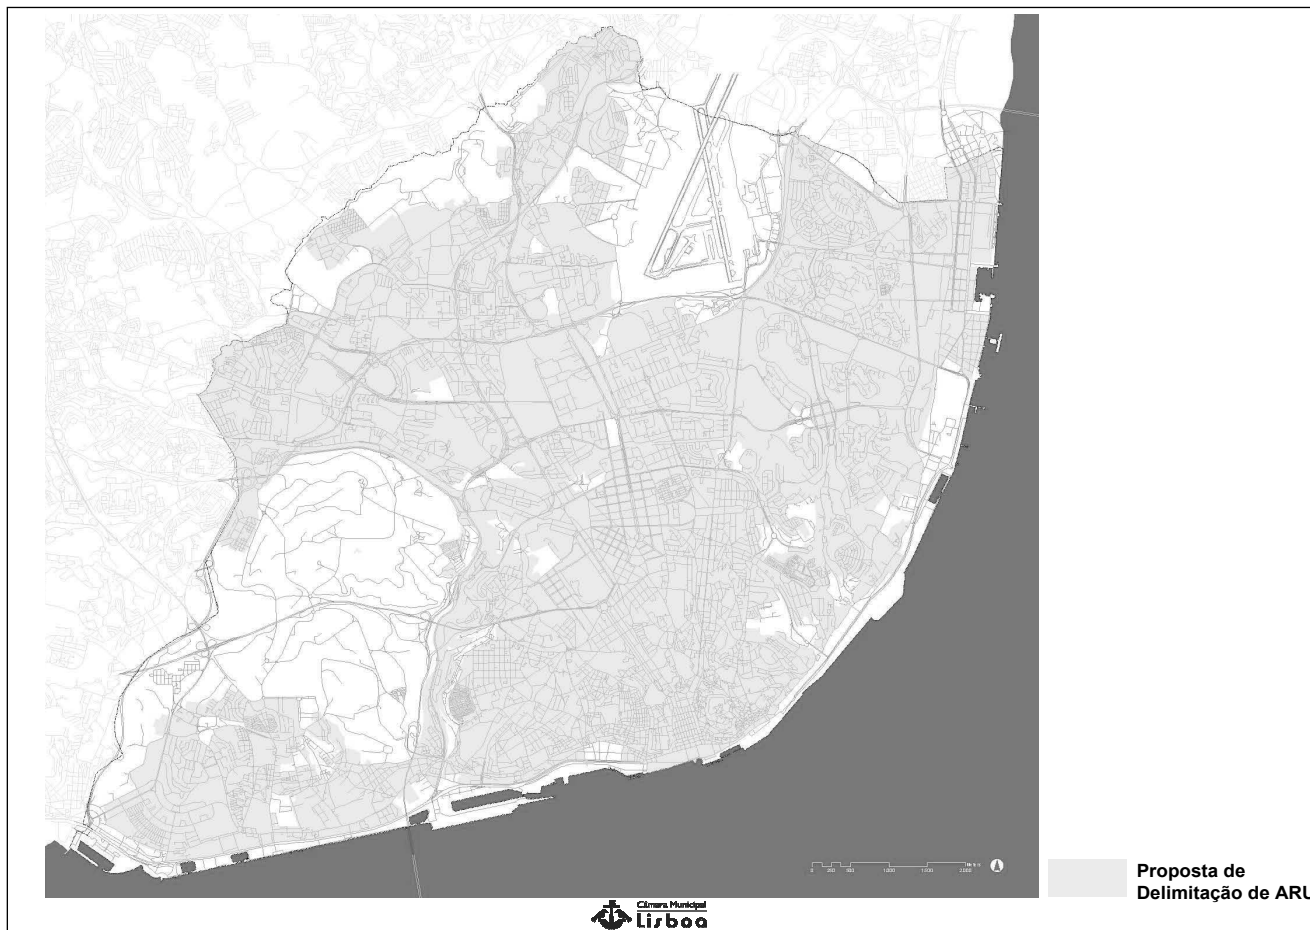 Proposta de
Delimitação de ARU
Câmara Municipal
Lisboa